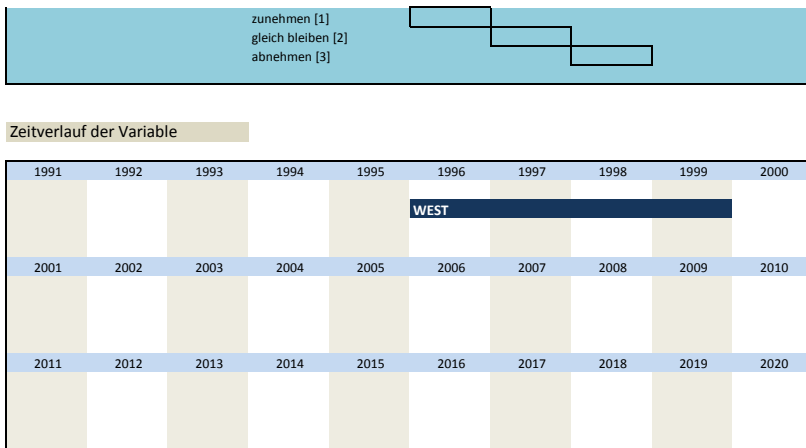 zunehmen [1]
gleich bleiben [2]
abnehmen [3]
Zeitverlauf der Variable
1991 1992 1993 1994 1995 1996 1997 1998 1999 2000
WEST
2001 2002 2003 2004 2005 2006 2007 2008 2009 2010
2011 2012 2013 2014 2015 2016 2017 2018 2019 2020